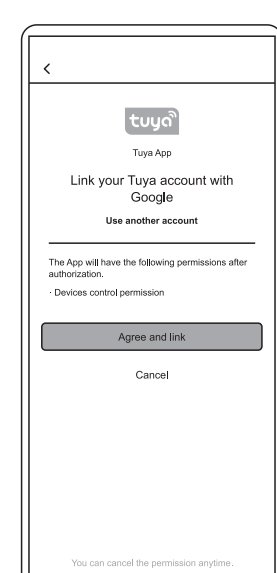 tuya
Tuya App
Link your Tuya account with
Google
Use another account
The App will have the following permissions after
authorization.
· Devices control permission
Agree and link
Cancel
You can cancel the permission anytime.